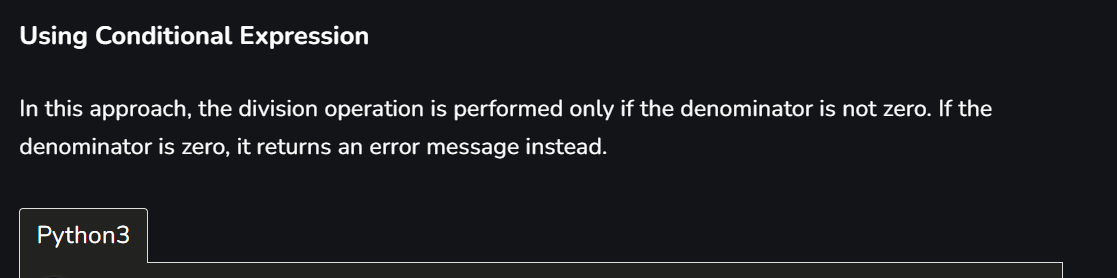 Using Conditional Expression
In this approach, the division operation is performed only if the denominator is not zero. If the
denominator is zero, it returns an error message instead.
Python3